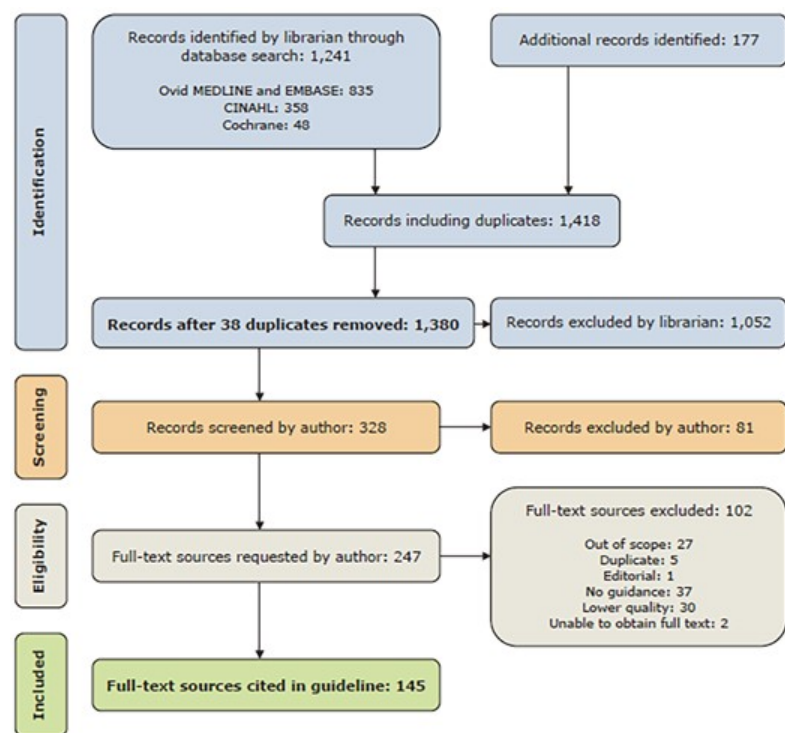 Identification
Records identified by librarian through
database search: 1,241
Ovid MEDLINE and EMBASE: 835
CINAHL: 358
Cochrane: 48
Additional records identified: 177
Records including duplicates: 1,418
Records after 38 duplicates removed: 1,380
Records excluded by librarian: 1,052
Screening
Records screened by author: 328
Records excluded by author: 81
Eligibility
Full-text sources requested by author: 247
Full-text sources excluded: 102
Out of scope: 27
Duplicate: 5
Editorial: 1
No guidance: 37
Lower quality: 30
Unable to obtain full text: 2
Included
Full-text sources cited in guideline: 145